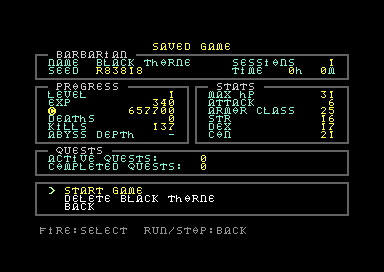 SAVED GAME
BARBARIAN
NAME BLACK THORNE SESSIONS 1
SEED R83818 TIME 0h 0m
PROGRESS
LEVEL 1
EXP 340
C 657700
DEATHS 0
KILLS 137
ABYSS DEPTH -
STATS
MAX HP 31
ATTACK 6
ARMOR CLASS 25
STR 16
DEX 17
CON 21
QUESTS
ACTIVE QUESTS: 0
COMPLETED QUESTS: 0
> START GAME
DELETE BLACK THORNE
BACK
FIRE:SELECT RUN/STOP:BACK